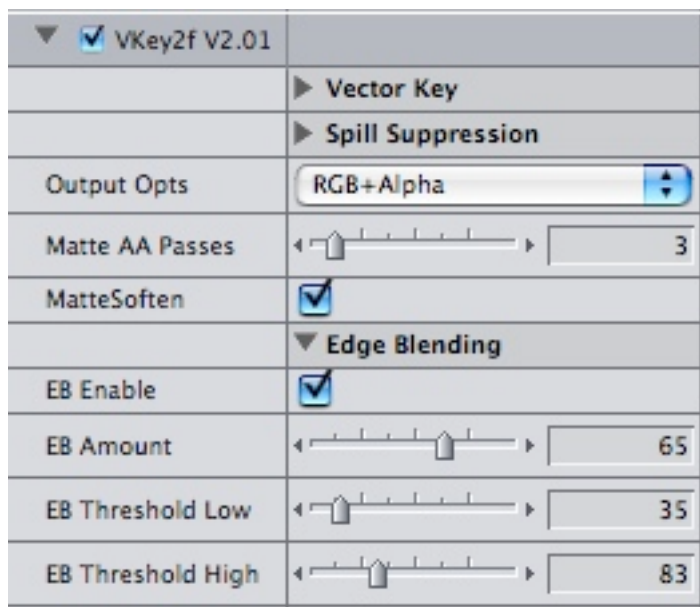 VKey2f V2.01
Vector Key
Spill Suppression
Output Opts RGB+Alpha
Matte AA Passes 3
MatteSoften
Edge Blending
EB Enable
EB Amount 65
EB Threshold Low 35
EB Threshold High 83